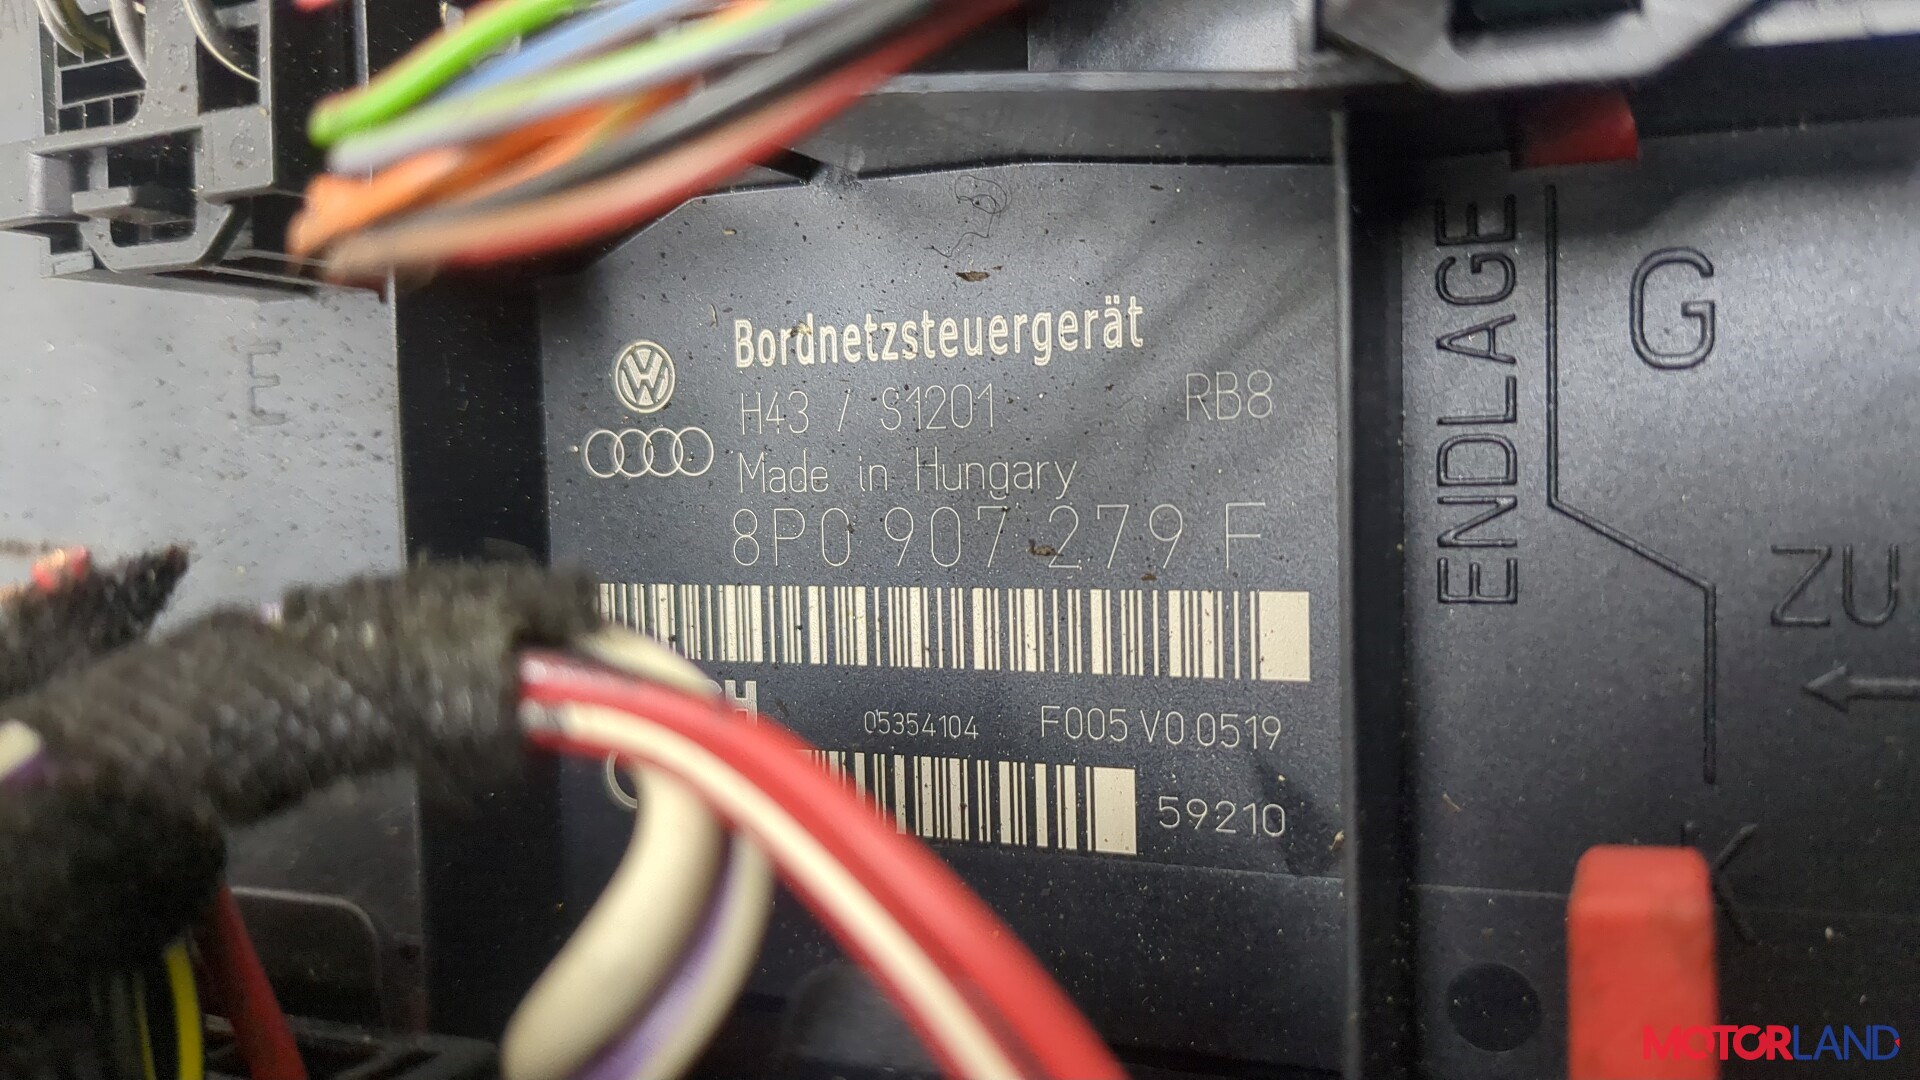 E
Bordnetzsteuergerät
H43 / S1201 RB8
Made in Hungary
8P0 907 279 F
05354104 F005 V0 0519
59210
ENDLAGE
G
ZU
K
MOTORLAND